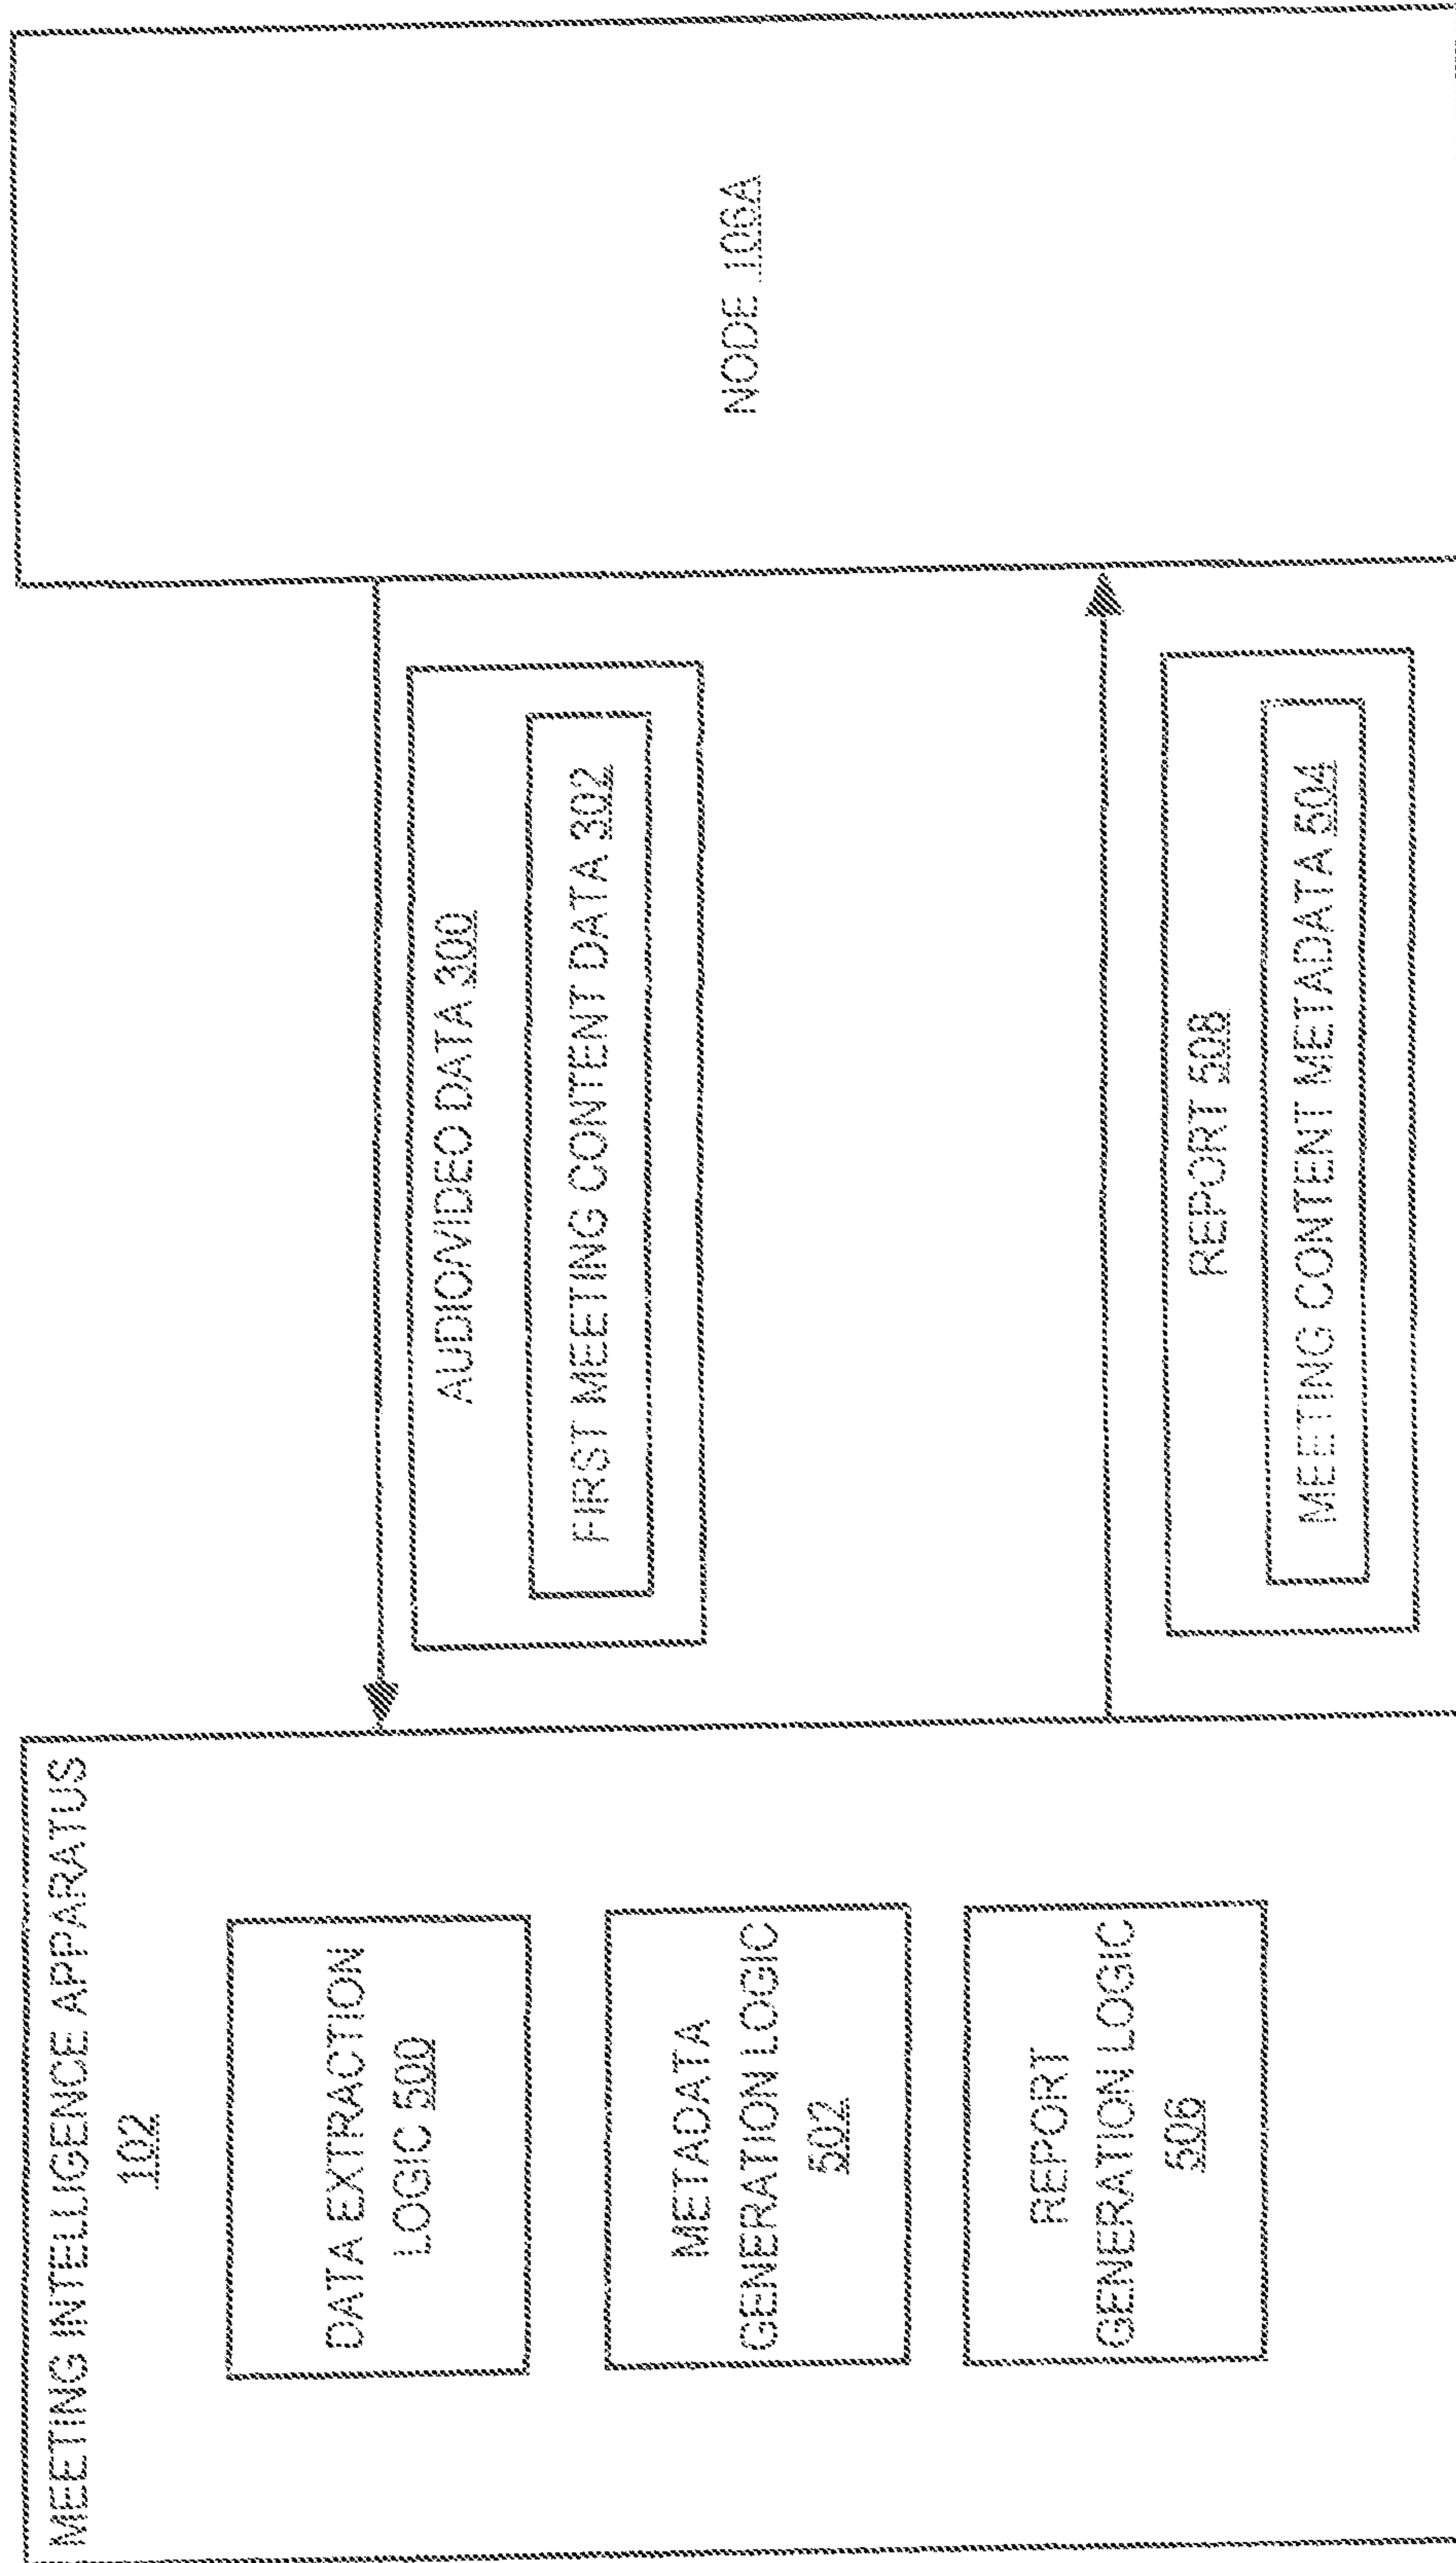 MEETING INTELLIGENCE APPARATUS
102
DATA EXTRACTION
LOGIC 500
METADATA
GENERATION LOGIC
502
REPORT
GENERATION LOGIC
506
AUDIO/VIDEO DATA 300
FIRST MEETING CONTENT DATA 302
REPORT 508
MEETING CONTENT METADATA 504
NODE 106A